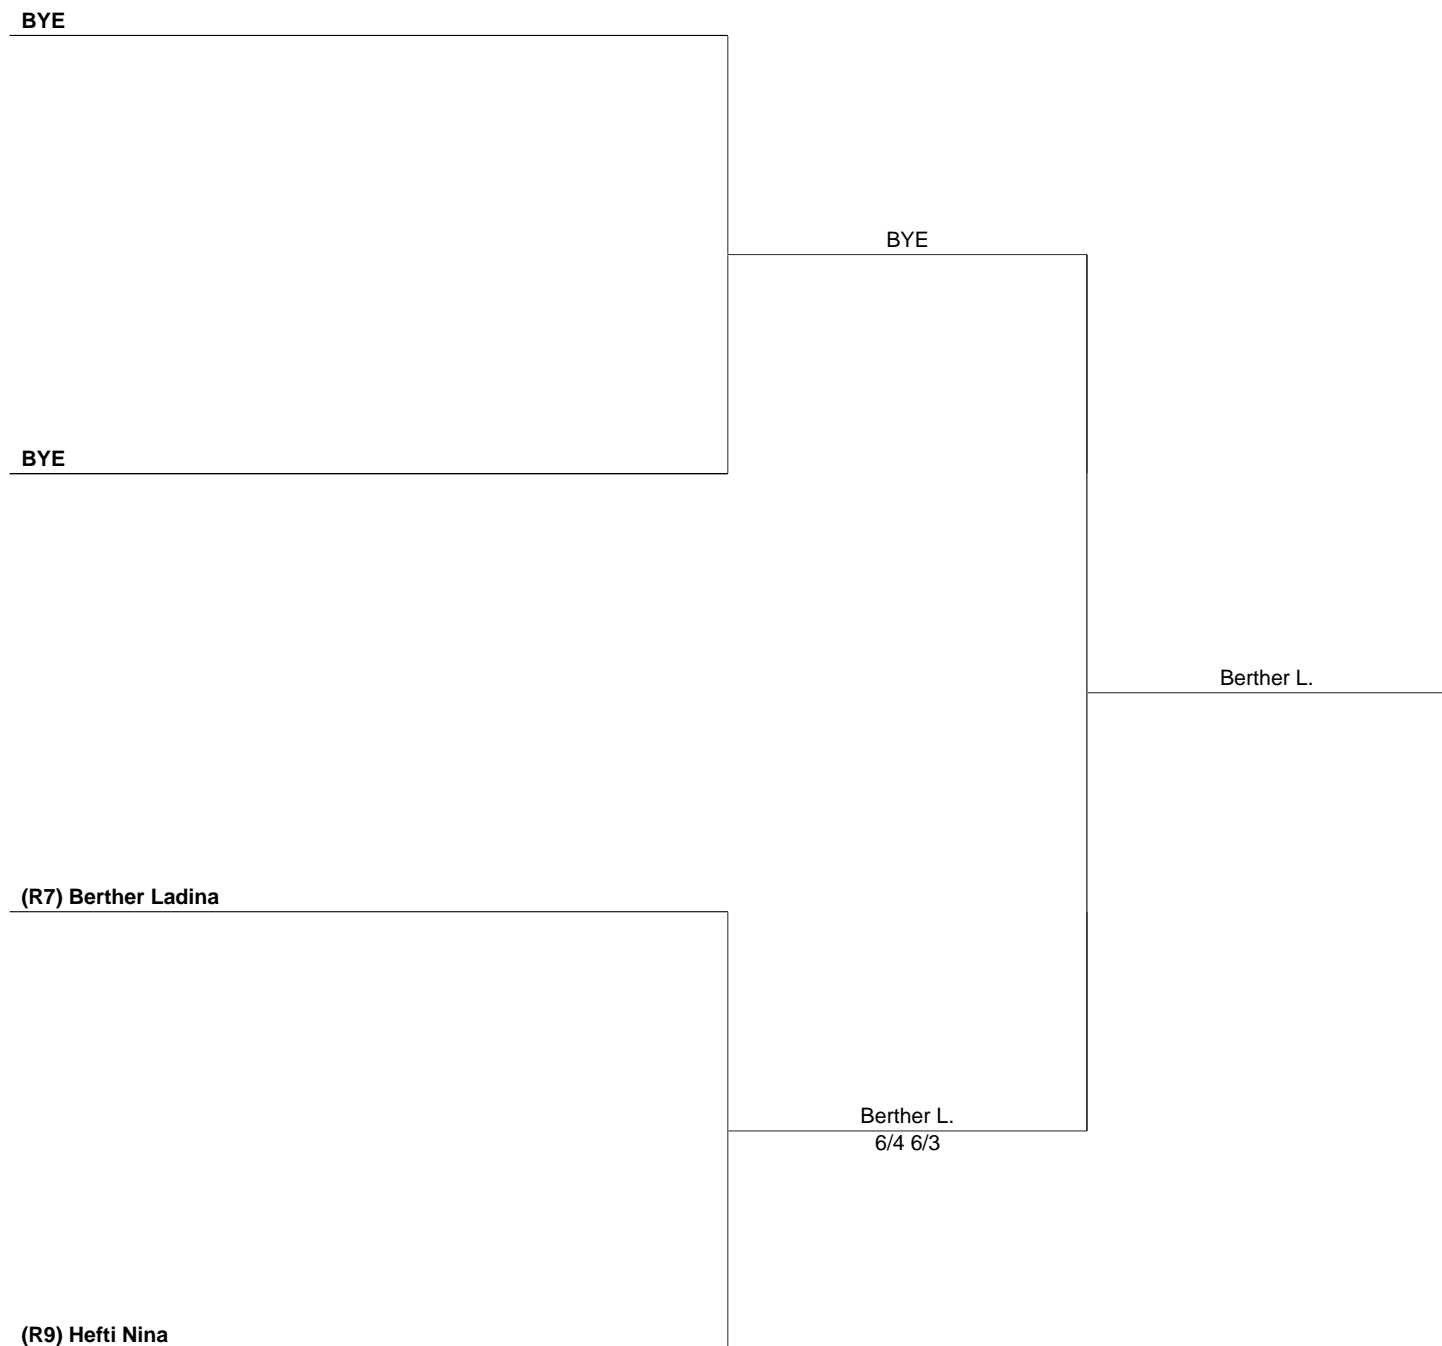 BYE
BYE
BYE
Berther L.
(R7) Berther Ladina
Berther L.
6/4 6/3
(R9) Hefti Nina